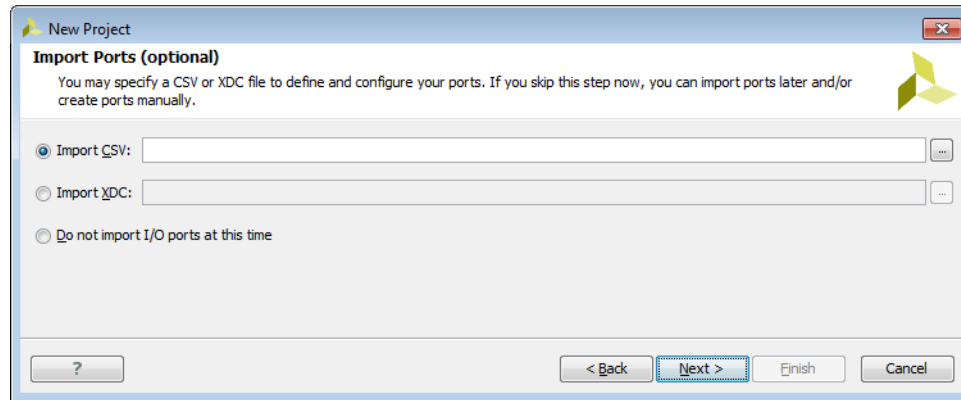 New Project
Import Ports (optional)
You may specify a CSV or XDC file to define and configure your ports. If you skip this step now, you can import ports later and/or
create ports manually.
Import CSV:
...
Import XDC:
...
Do not import I/O ports at this time
?
< Back
Next >
Finish
Cancel